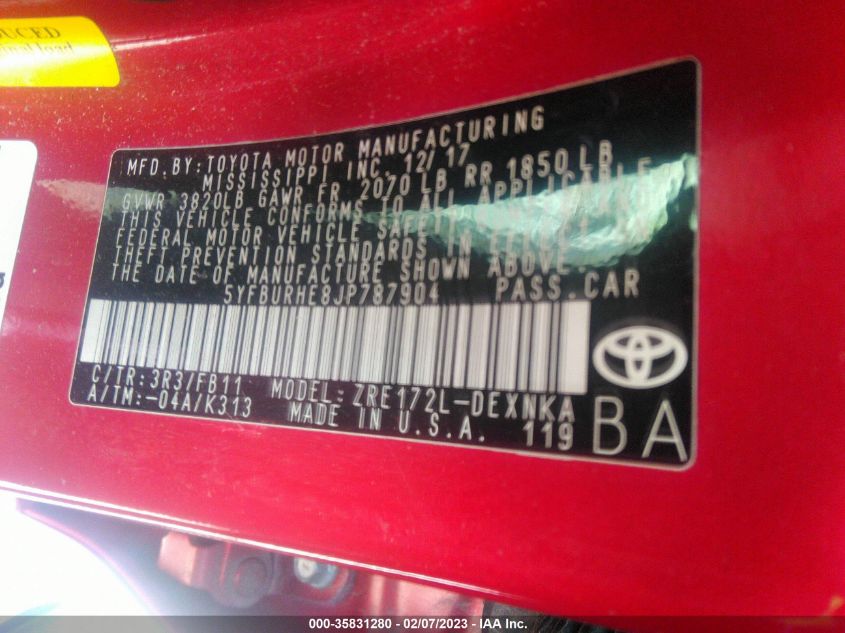 DUCED
MFD. BY: TOYOTA MOTOR MANUFACTURING
MISSISSIPPI INC. 12/17
GVWR 3820LB GAWR FR 2070 LB RR 1850 LB
THIS VEHICLE CONFORMS TO ALL APPLICABLE
FEDERAL MOTOR VEHICLE SAFETY
THEFT PREVENTION STANDARDS IN EFFECT
THE DATE OF MANUFACTURE SHOWN ABOVE.
5YFBURHE8JP787904 PASS.CAR
C/TR:3R3/FB11 MODEL:ZRE172L-DEXNKA
A/TM:-04A/K313 MADE IN U.S.A. 119
BA
000-35831280 - 02/07/2023 - IAA Inc.